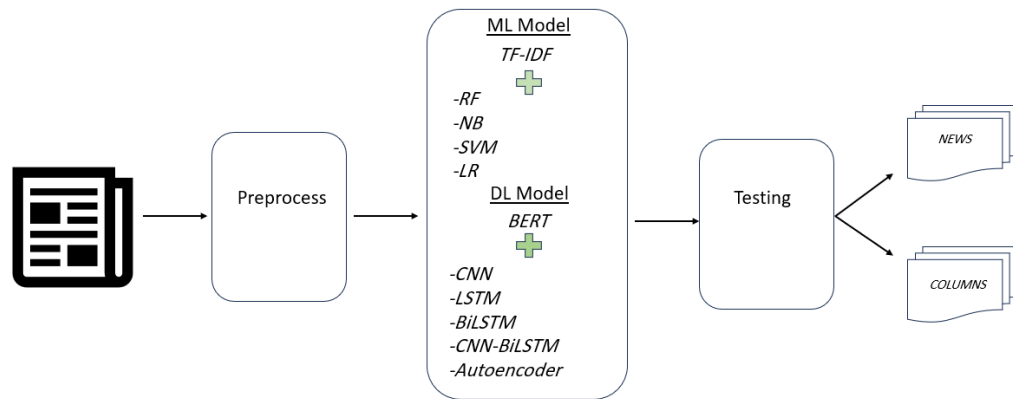 Preprocess
ML Model
TF-IDF
-RF
-NB
-SVM
-LR
DL Model
BERT
-CNN
-LSTM
-BiLSTM
-CNN-BiLSTM
-Autoencoder
Testing
NEWS
COLUMNS